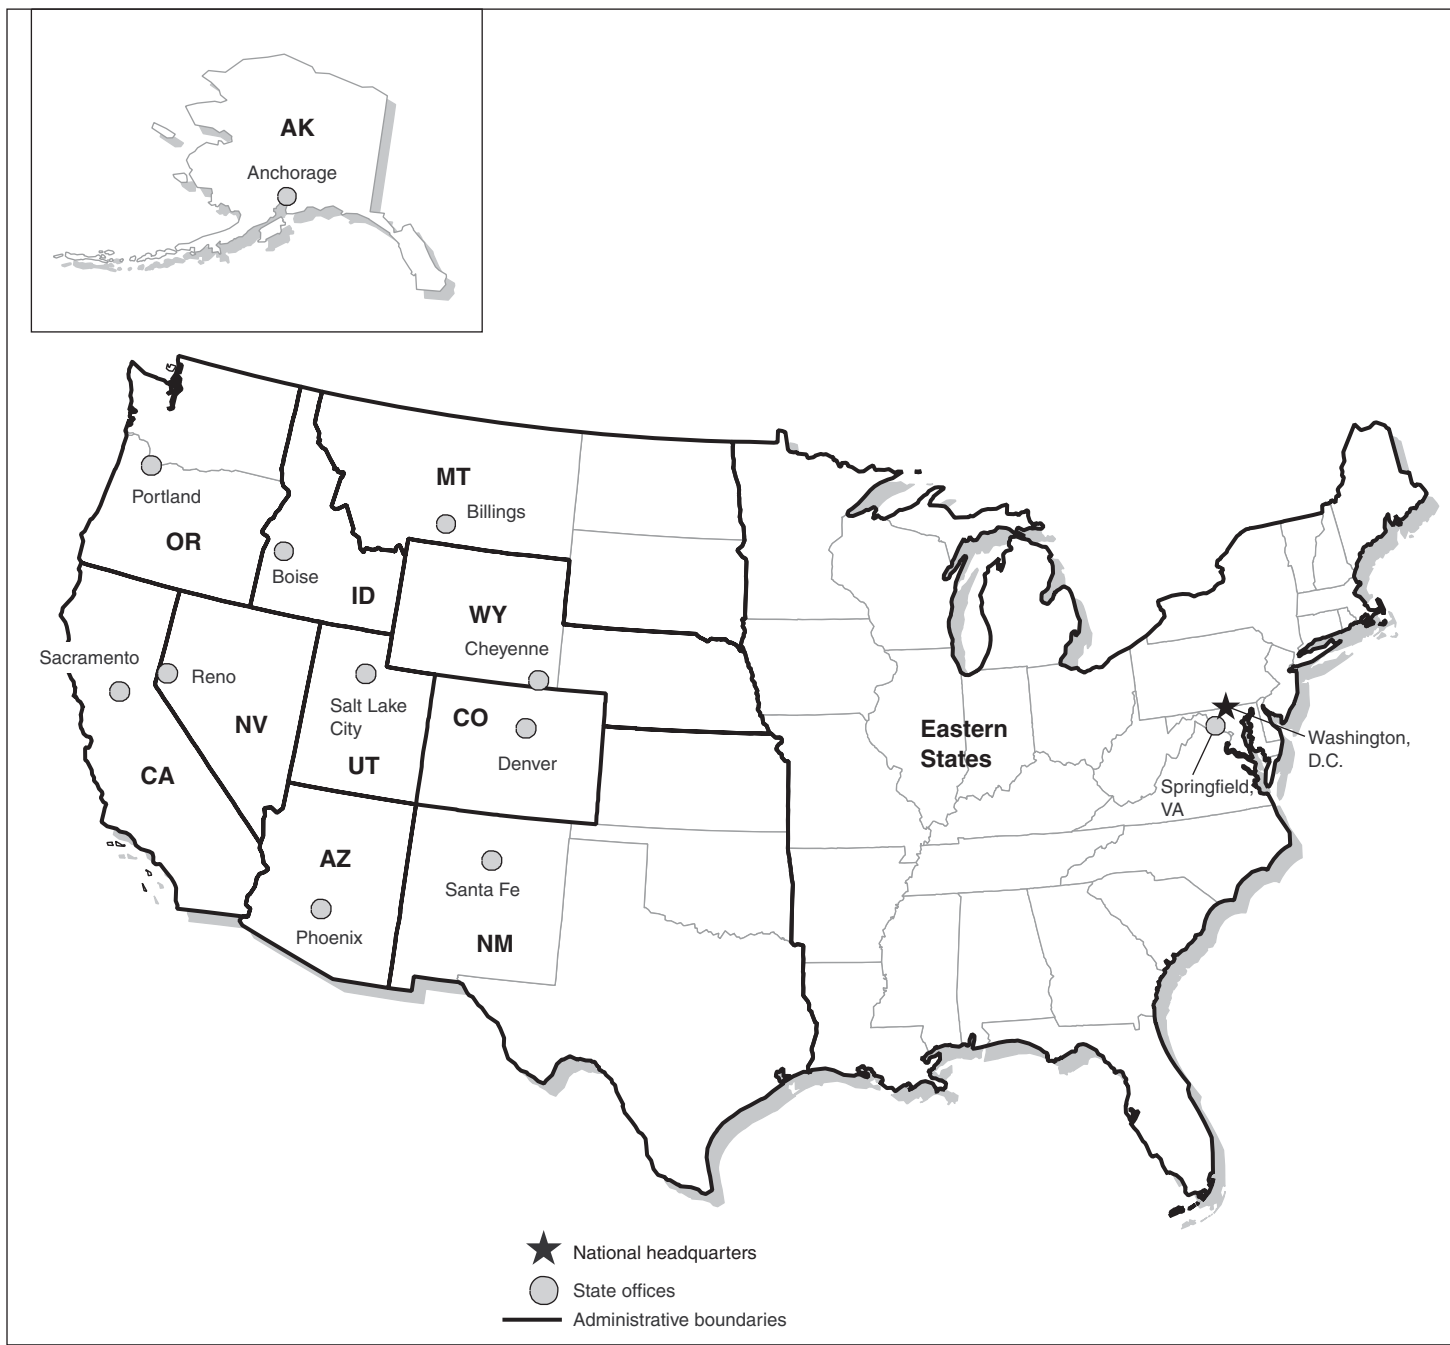 AK
Anchorage
MT
Billings
Portland
OR
Boise
ID
WY
Cheyenne
Sacramento
Reno
Salt Lake
City
NV
CO
Denver
UT
CA
Eastern
States
Washington,
D.C.
Springfield,
VA
AZ
Santa Fe
Phoenix
NM
National headquarters
State offices
Administrative boundaries